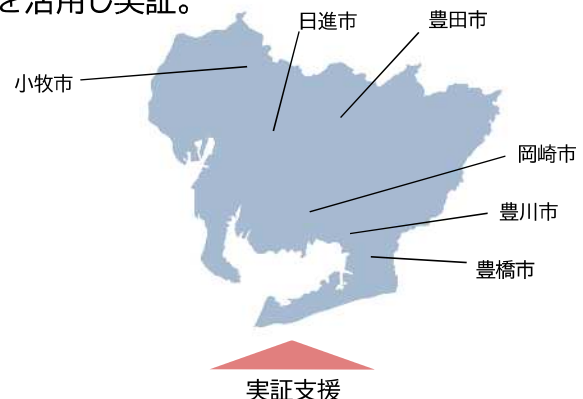 を活用し実証。
日進市
豊田市
小牧市
岡崎市
豊川市
豊橋市
実証支援